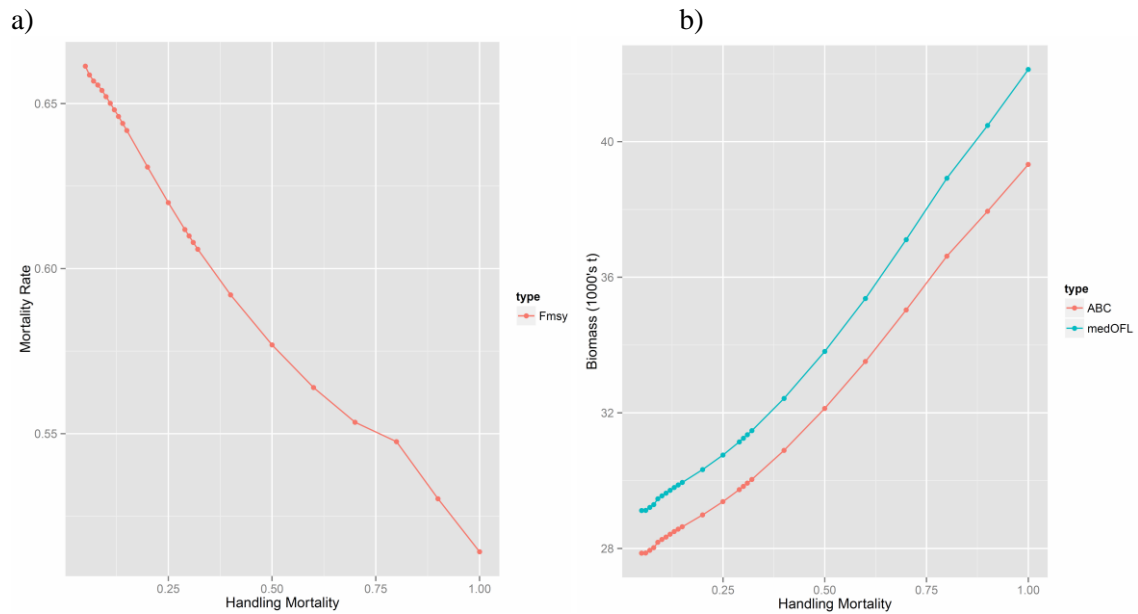 a)
0.65
0.60
0.55
Mortality Rate
0.25
0.50
0.75
1.00
Handling Mortality
type
Fmsy
b)
40
36
32
28
Biomass (1000's t)
0.25
0.50
0.75
1.00
Handling Mortality
type
ABC
medOFL